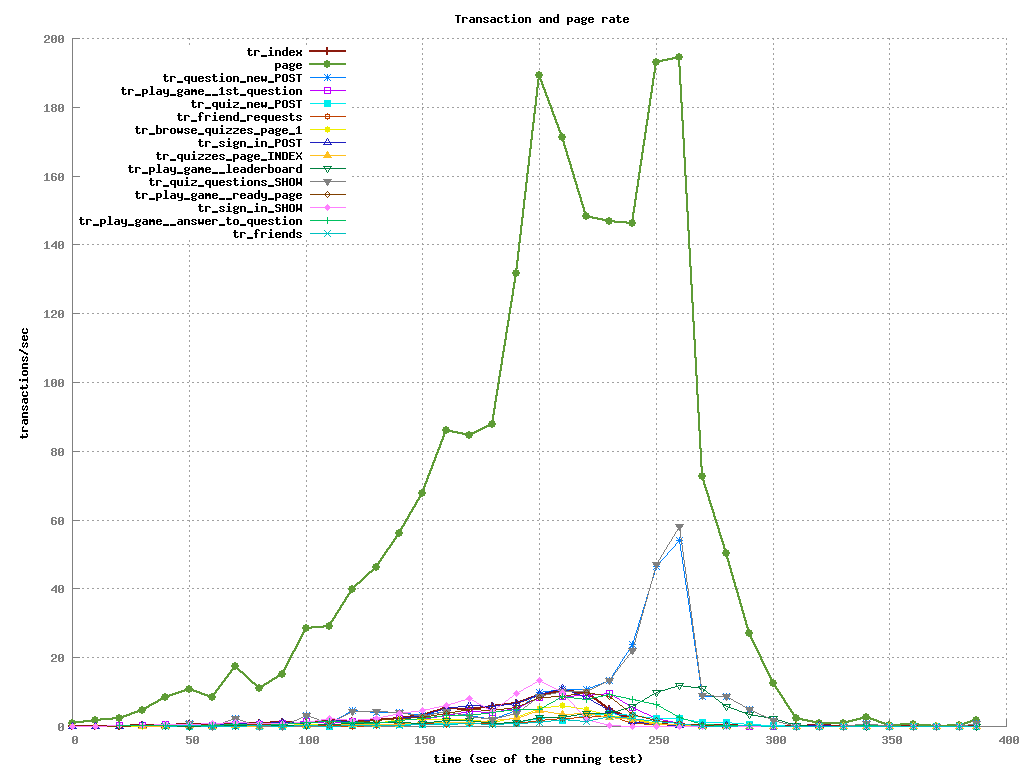 Transaction and page rate
200
180
160
140
120
100
80
60
40
20
0
transactions/sec
tr_index
page
tr_question_new_POST
tr_play_game__1st_question
tr_quiz_new_POST
tr_friend_requests
tr_browse_quizzes_page_1
tr_sign_in_POST
tr_quizzes_page_INDEX
tr_play_game__leaderboard
tr_quiz_questions_SHOW
tr_play_game__ready_page
tr_sign_in_SHOW
tr_play_game__answer_to_question
tr_friends
0 50 100 150 200 250 300 350 400
time (sec of the running test)